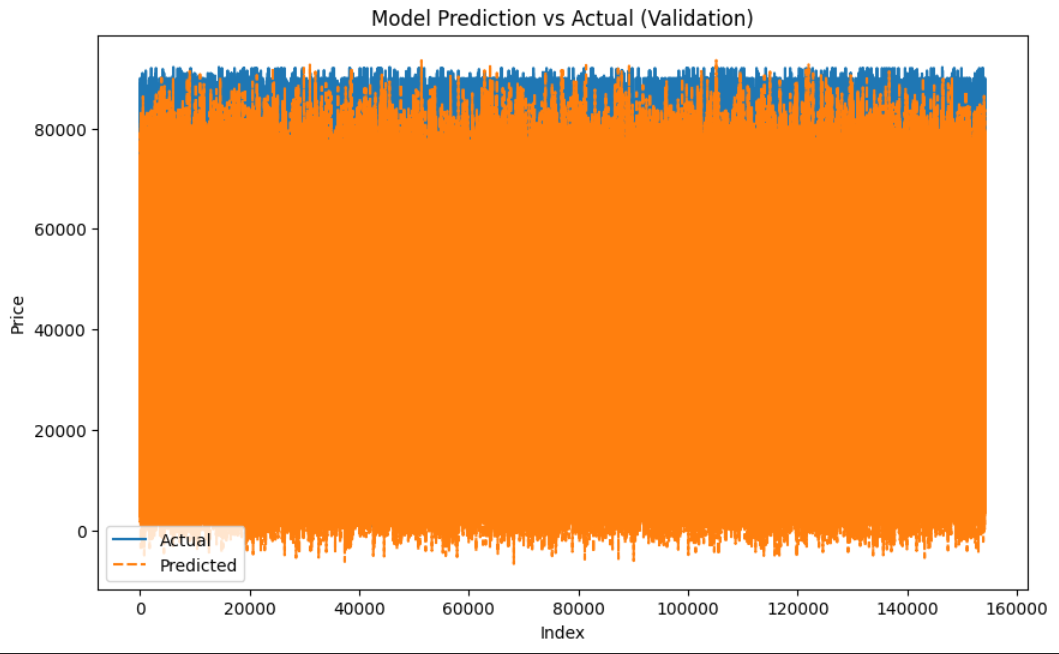 Model Prediction vs Actual (Validation)
80000
60000
40000
20000
0
Price
Actual
Predicted
0 20000 40000 60000 80000 100000 120000 140000 160000
Index